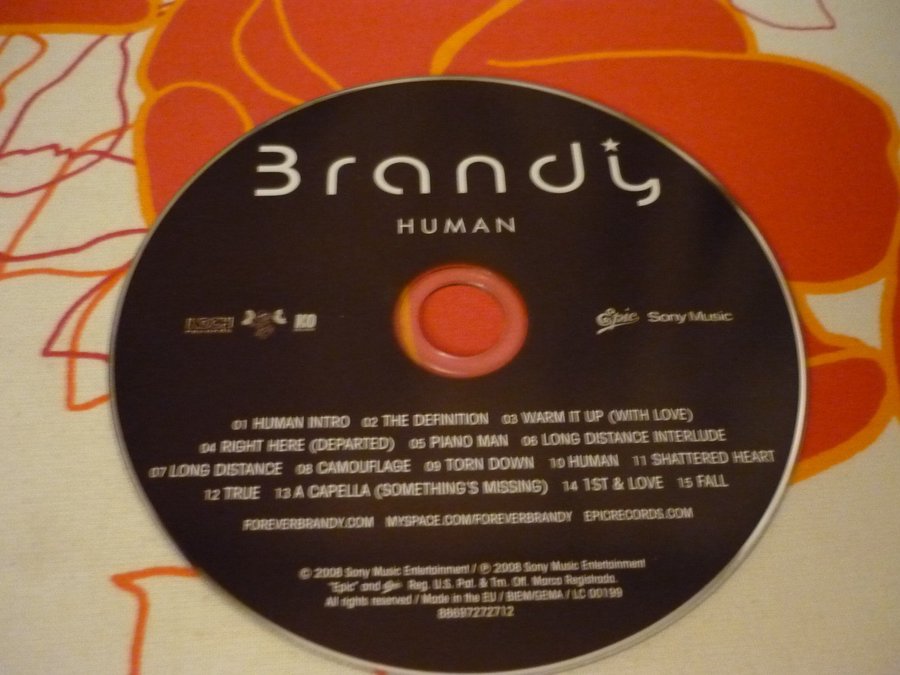 Brandy
HUMAN
Epic Sony Music
01 HUMAN INTRO 02 THE DEFINITION 03 WARM IT UP (WITH LOVE)
04 RIGHT HERE (DEPARTED) 05 PIANO MAN 06 LONG DISTANCE INTERLUDE
07 LONG DISTANCE 08 CAMOUFLAGE 09 TORN DOWN 10 HUMAN 11 SHATTERED HEART
12 TRUE 13 A CAPELLA (SOMETHING'S MISSING) 14 1ST & LOVE 15 FALL
FOREVERBRANDY.COM MYSPACE.COM/FOREVERBRANDY EPICRECORDS.COM
© 2008 Sony Music Entertainment / ℗ 2008 Sony Music Entertainment
"Epic" and Epic Reg. U.S. Pat. & Tm. Off. Marca Registrada.
All rights reserved / Made in the EU / BIEM/GEMA / LC 00199
88697272712